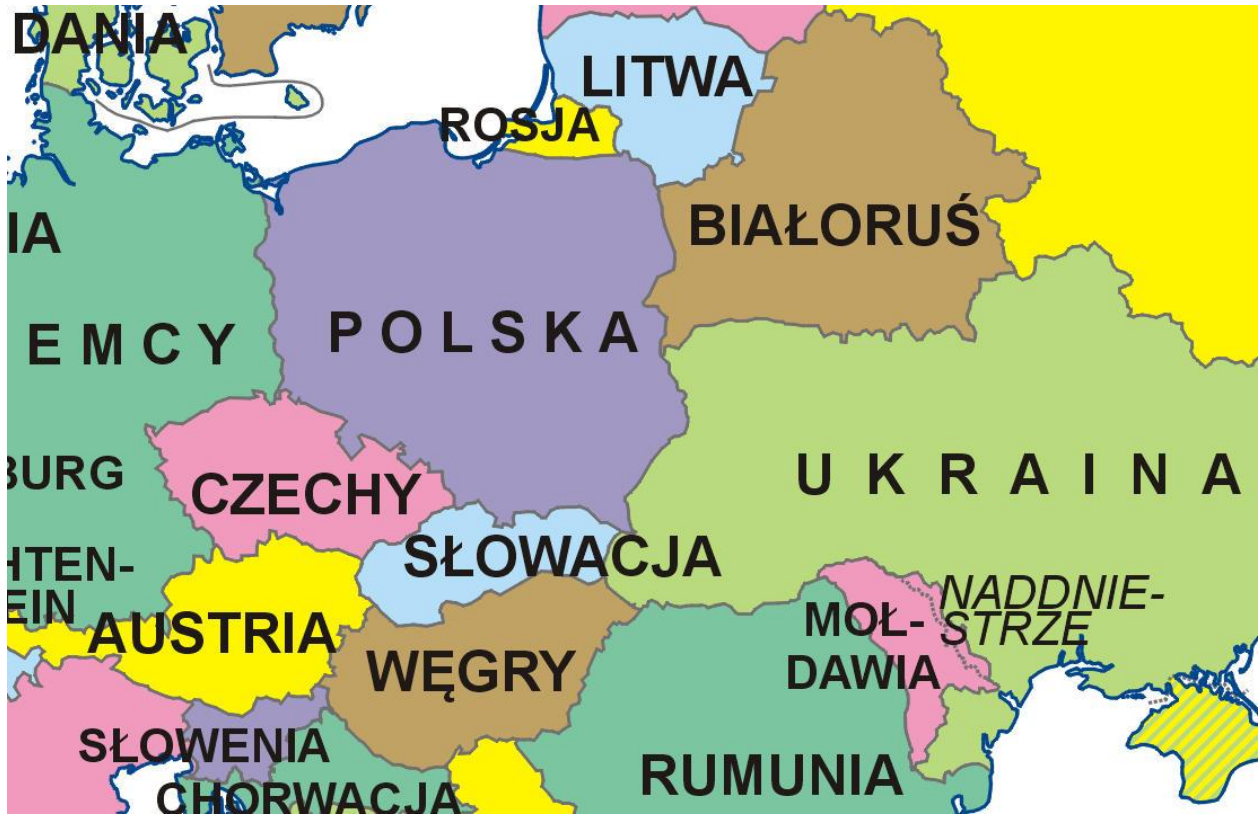 DANIA
LITWA
ROSJA
BIAŁORUŚ
IA
EMCY
POLSKA
BURG
CZECHY
UKRAINA
HTEN-
EIN
SŁOWACJA
AUSTRIA
WĘGRY
MOŁ-
DAWIA
NADDNIE-
STRZE
SŁOWENIA
CHORWACJA
RUMUNIA